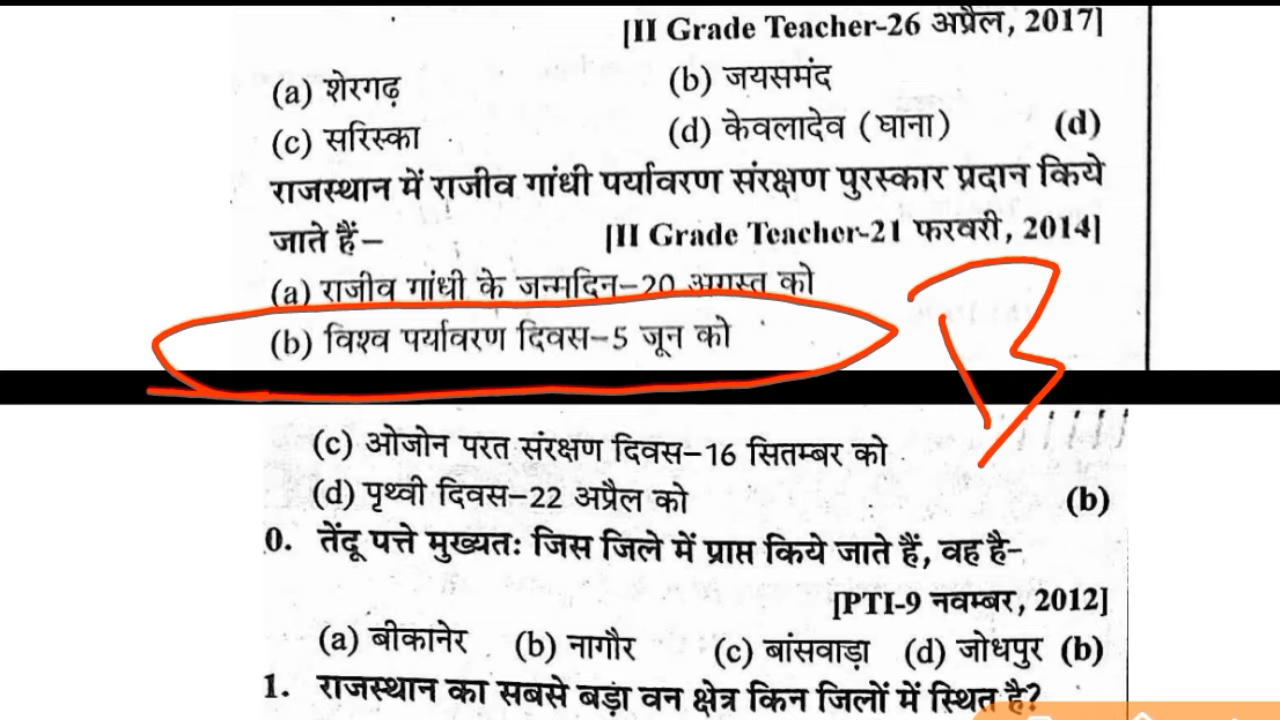 [II Grade Teacher-26 अप्रैल, 2017]
(a) शेरगढ़ (b) जयसमंद
(c) सरिस्का (d) केवलादेव (घाना) (d)
राजस्थान में राजीव गांधी पर्यावरण संरक्षण पुरस्कार प्रदान किये
जाते हैं– [II Grade Teacher-21 फरवरी, 2014]
(a) राजीव गांधी के जन्मदिन–20 अगस्त को
(b) विश्व पर्यावरण दिवस–5 जून को
B
(c) ओजोन परत संरक्षण दिवस–16 सितम्बर को
(d) पृथ्वी दिवस–22 अप्रैल को (b)
0. तेंदू पत्ते मुख्यतः जिस जिले में प्राप्त किये जाते हैं, वह है–
[PTI-9 नवम्बर, 2012]
(a) बीकानेर (b) नागौर (c) बांसवाड़ा (d) जोधपुर (b)
1. राजस्थान का सबसे बड़ा वन क्षेत्र किन जिलों में स्थित है?